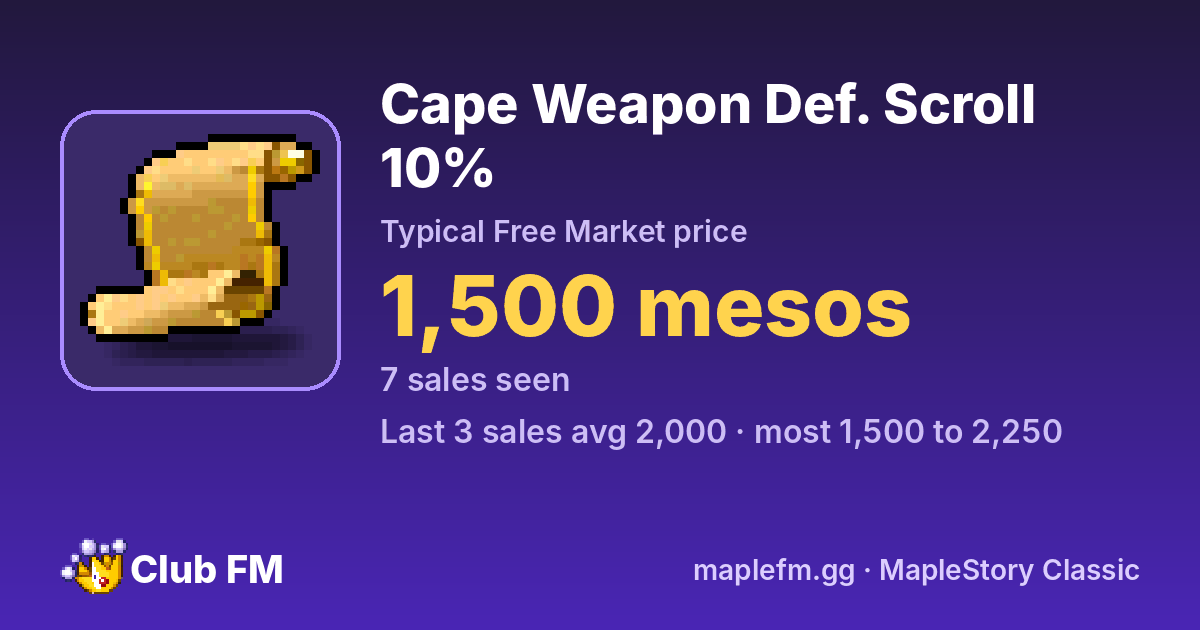 Cape Weapon Def. Scroll
10%
Typical Free Market price
1,500 mesos
7 sales seen
Last 3 sales avg 2,000 · most 1,500 to 2,250
Club FM
maplefm.gg · MapleStory Classic